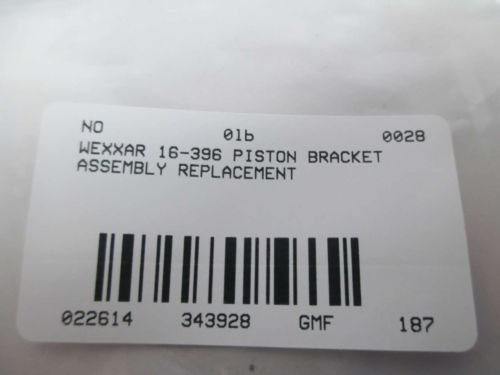 NO 01b 0028
WEXXAR 16-396 PISTON BRACKET
ASSEMBLY REPLACEMENT
022614 343928 GMF 187